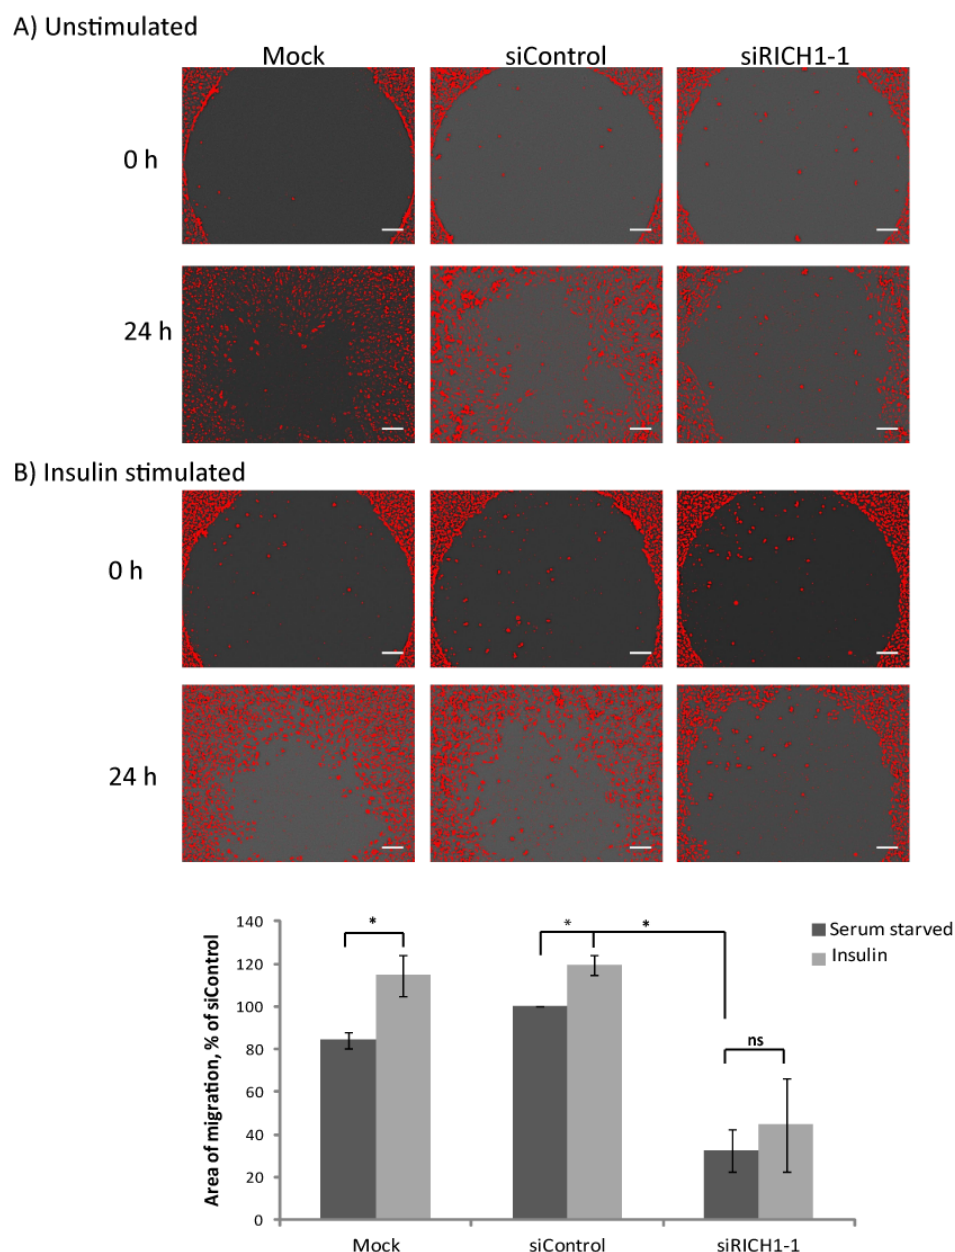 A) Unstimulated
Mock siControl siRICH1-1
0 h
24 h
B) Insulin stimulated
0 h
24 h
Area of migration, % of siControl
140
120
100
80
60
40
20
0
* * *
ns
Serum starved
Insulin
Mock siControl siRICH1-1